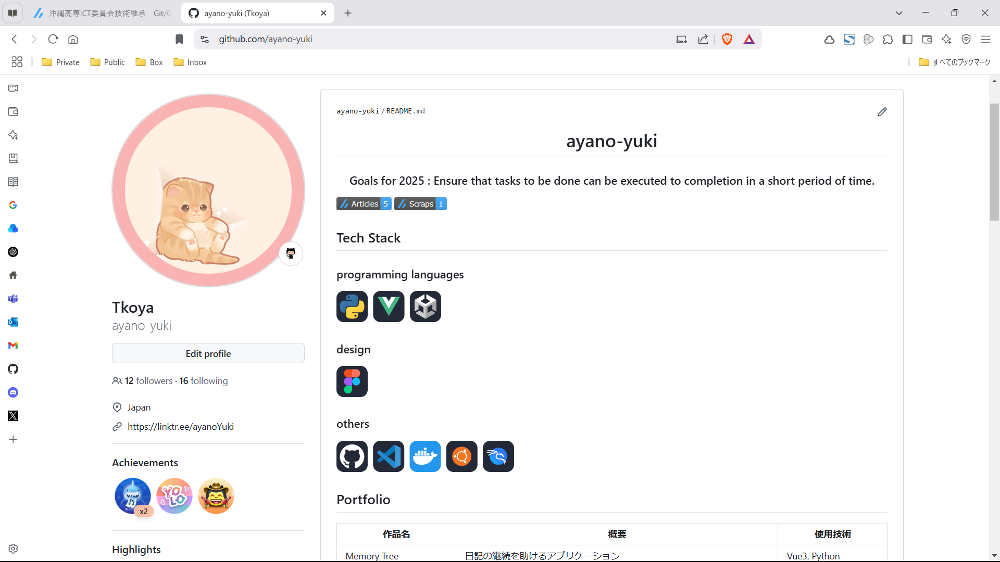 沖縄高専ICT委員会技術継承 Git/G
ayano-yuki (Tkoya)
github.com/ayano-yuki
Private
Public
Box
Inbox
すべてのブックマーク
ayano-yuki / README.md
ayano-yuki
Goals for 2025 : Ensure that tasks to be done can be executed to completion in a short period of time.
Articles 5
Scraps 1
Tech Stack
programming languages
design
others
Portfolio
作品名 概要 使用技術
Memory Tree 日記の継続を助けるアプリケーション Vue3, Python
Tkoya
ayano-yuki
Edit profile
12 followers · 16 following
Japan
https://linktr.ee/ayanoYuki
Achievements
x2
YOLO
Highlights